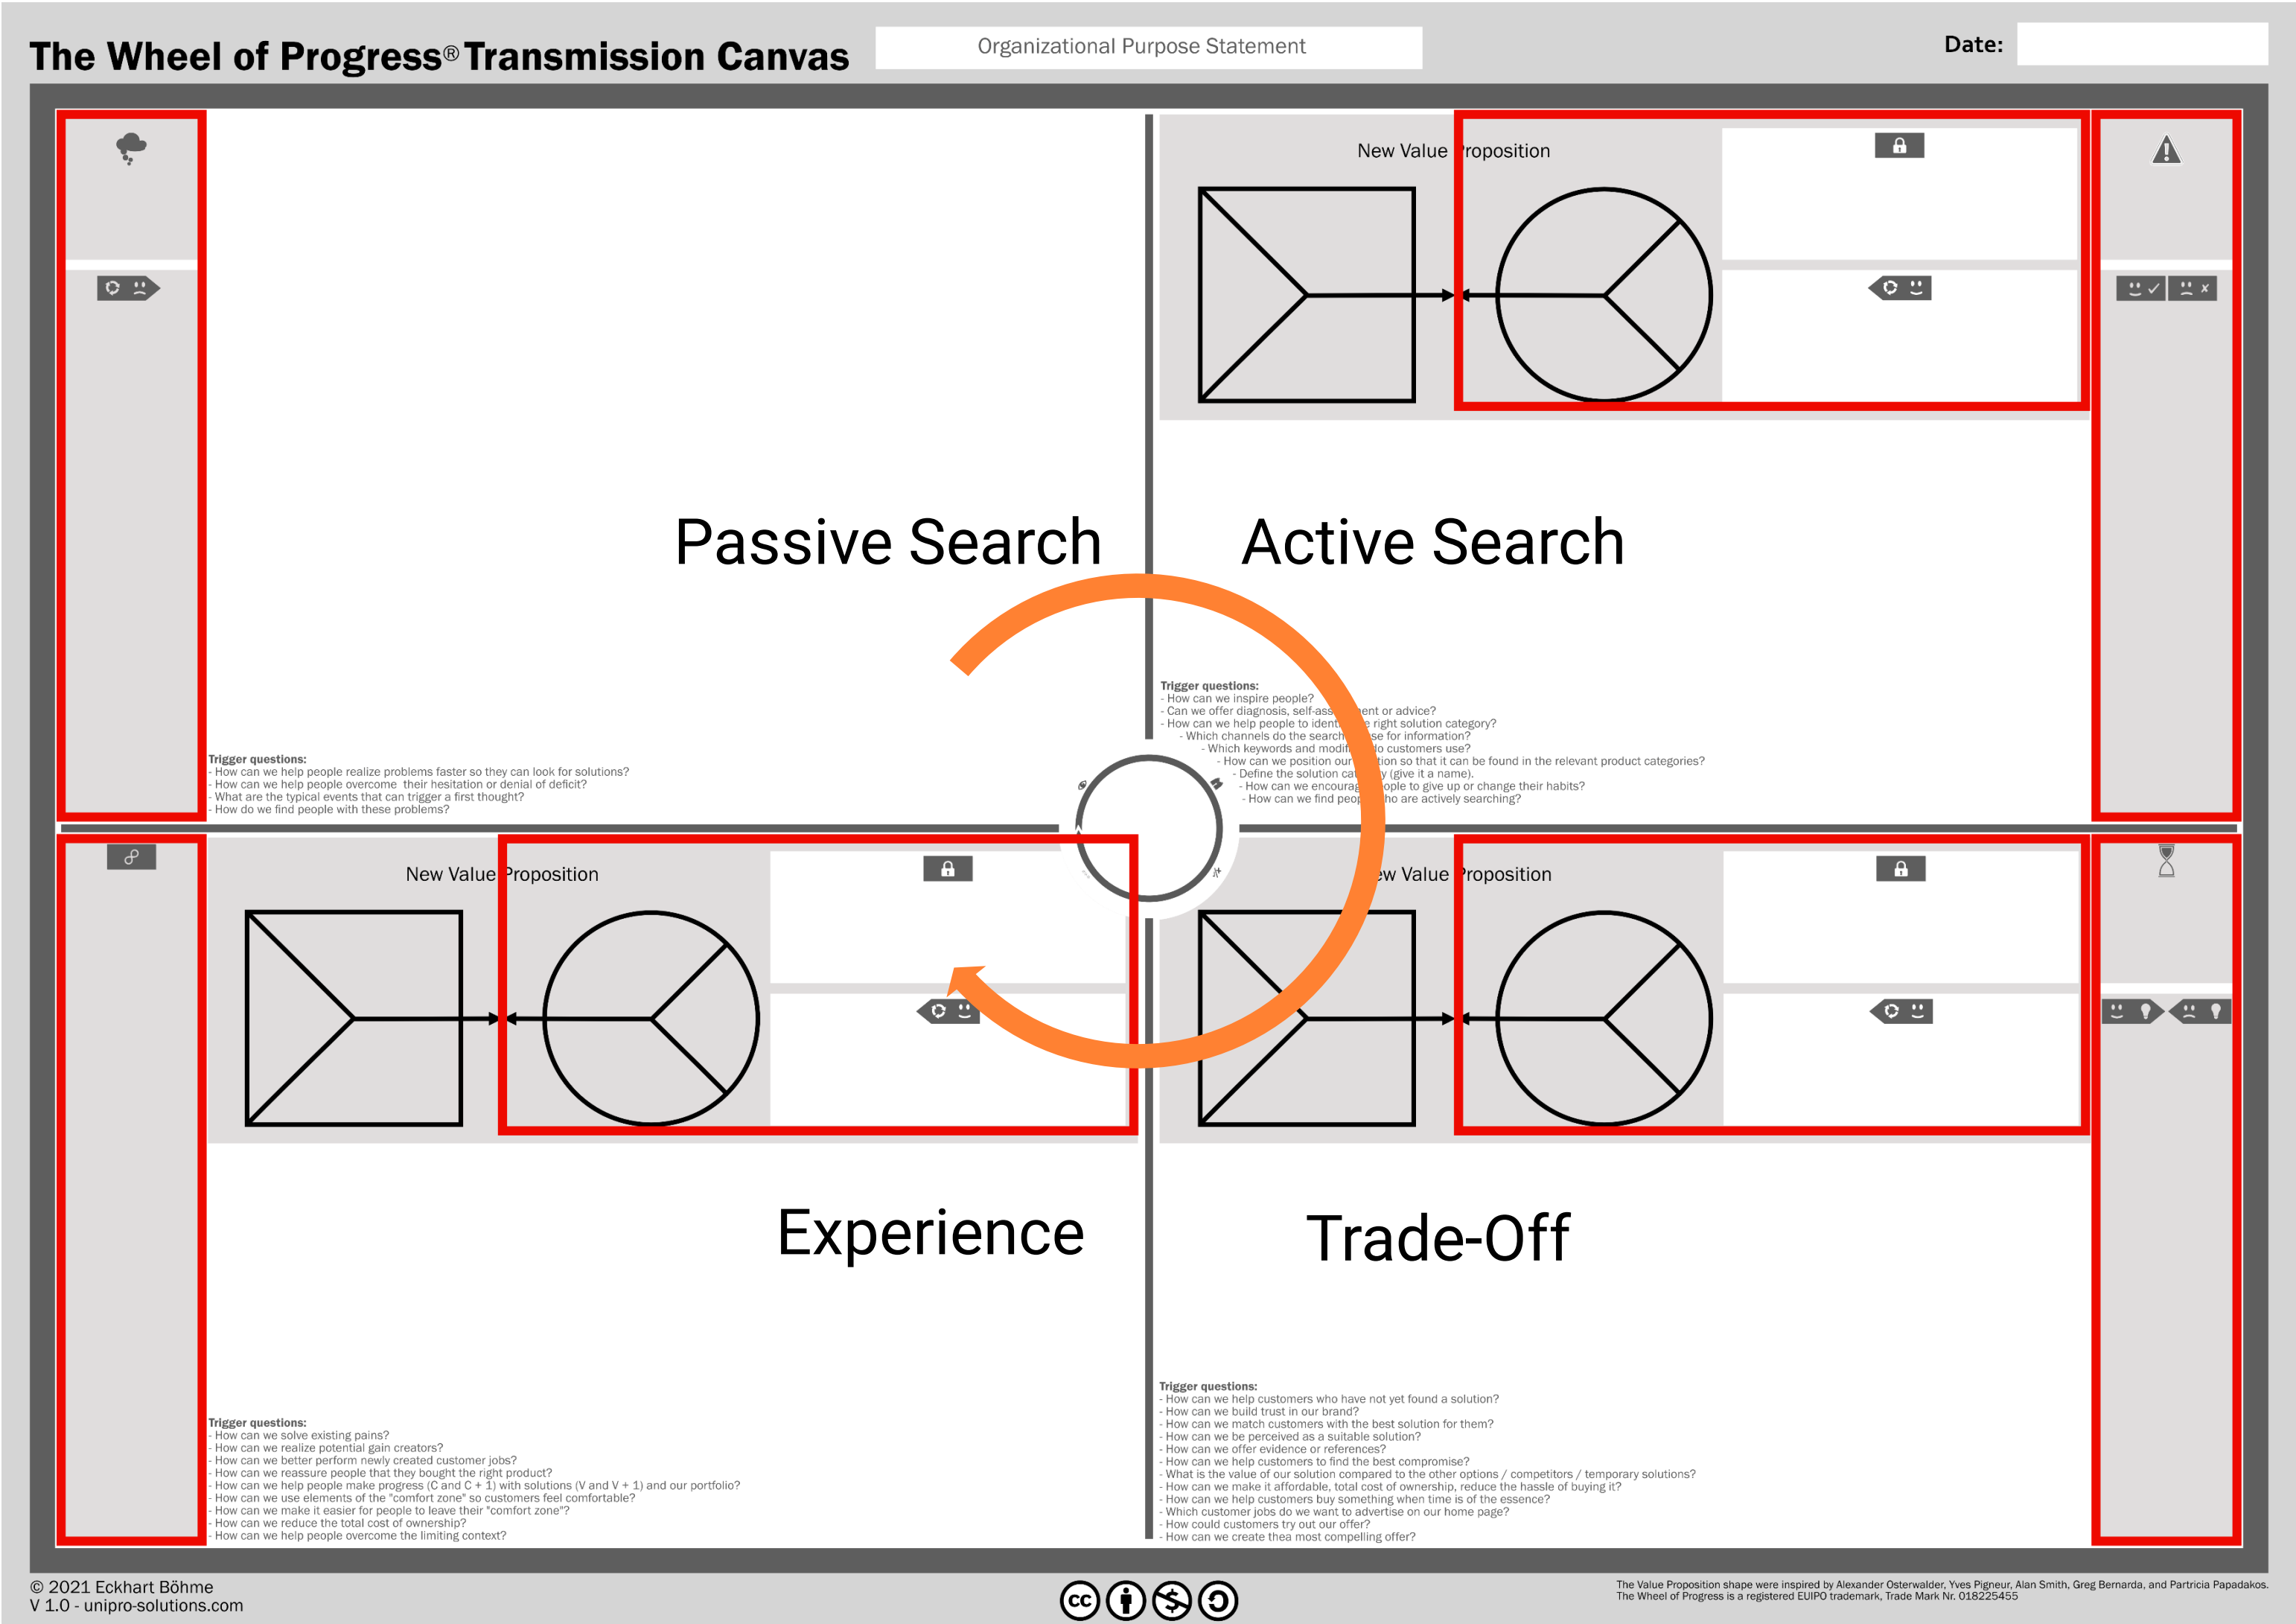 The Wheel of Progress® Transmission Canvas
Organizational Purpose Statement
Date:
Passive Search
Trigger questions:
- How can we help people realize problems faster so they can look for solutions?
- How can we help people overcome their hesitation or denial of deficit?
- What are the typical events that can trigger a first thought?
- How do we find people with these problems?
New Value Proposition
Active Search
Trigger questions:
- How can we inspire people?
- Can we offer diagnosis, self-ass ent or advice?
- How can we help people to ident e right solution category?
- Which channels do the search se for information?
- Which keywords and modif do customers use?
- How can we position our tion so that it can be found in the relevant product categories?
- Define the solution ca y (give it a name).
- How can we encourag ople to give up or change their habits?
- How can we find peop ho are actively searching?
New Value Proposition
Experience
Trigger questions:
- How can we solve existing pains?
- How can we realize potential gain creators?
- How can we better perform newly created customer jobs?
- How can we reassure people that they bought the right product?
- How can we help people make progress (C and C + 1) with solutions (V and V + 1) and our portfolio?
- How can we use elements of the "comfort zone" so customers feel comfortable?
- How can we make it easier for people to leave their "comfort zone"?
- How can we reduce the total cost of ownership?
- How can we help people overcome the limiting context?
ew Value Proposition
Trade-Off
Trigger questions:
- How can we help customers who have not yet found a solution?
- How can we build trust in our brand?
- How can we match customers with the best solution for them?
- How can we be perceived as a suitable solution?
- How can we offer evidence or references?
- How can we help customers to find the best compromise?
- What is the value of our solution compared to the other options / competitors / temporary solutions?
- How can we make it affordable, total cost of ownership, reduce the hassle of buying it?
- How can we help customers buy something when time is of the essence?
- Which customer jobs do we want to advertise on our home page?
- How could customers try out our offer?
- How can we create thea most compelling offer?
© 2021 Eckhart Böhme
V 1.0 - unipro-solutions.com
cc
The Value Proposition shape were inspired by Alexander Osterwalder, Yves Pigneur, Alan Smith, Greg Bernarda, and Partricia Papadakos.
The Wheel of Progress is a registered EUIPO trademark, Trade Mark Nr. 018225455